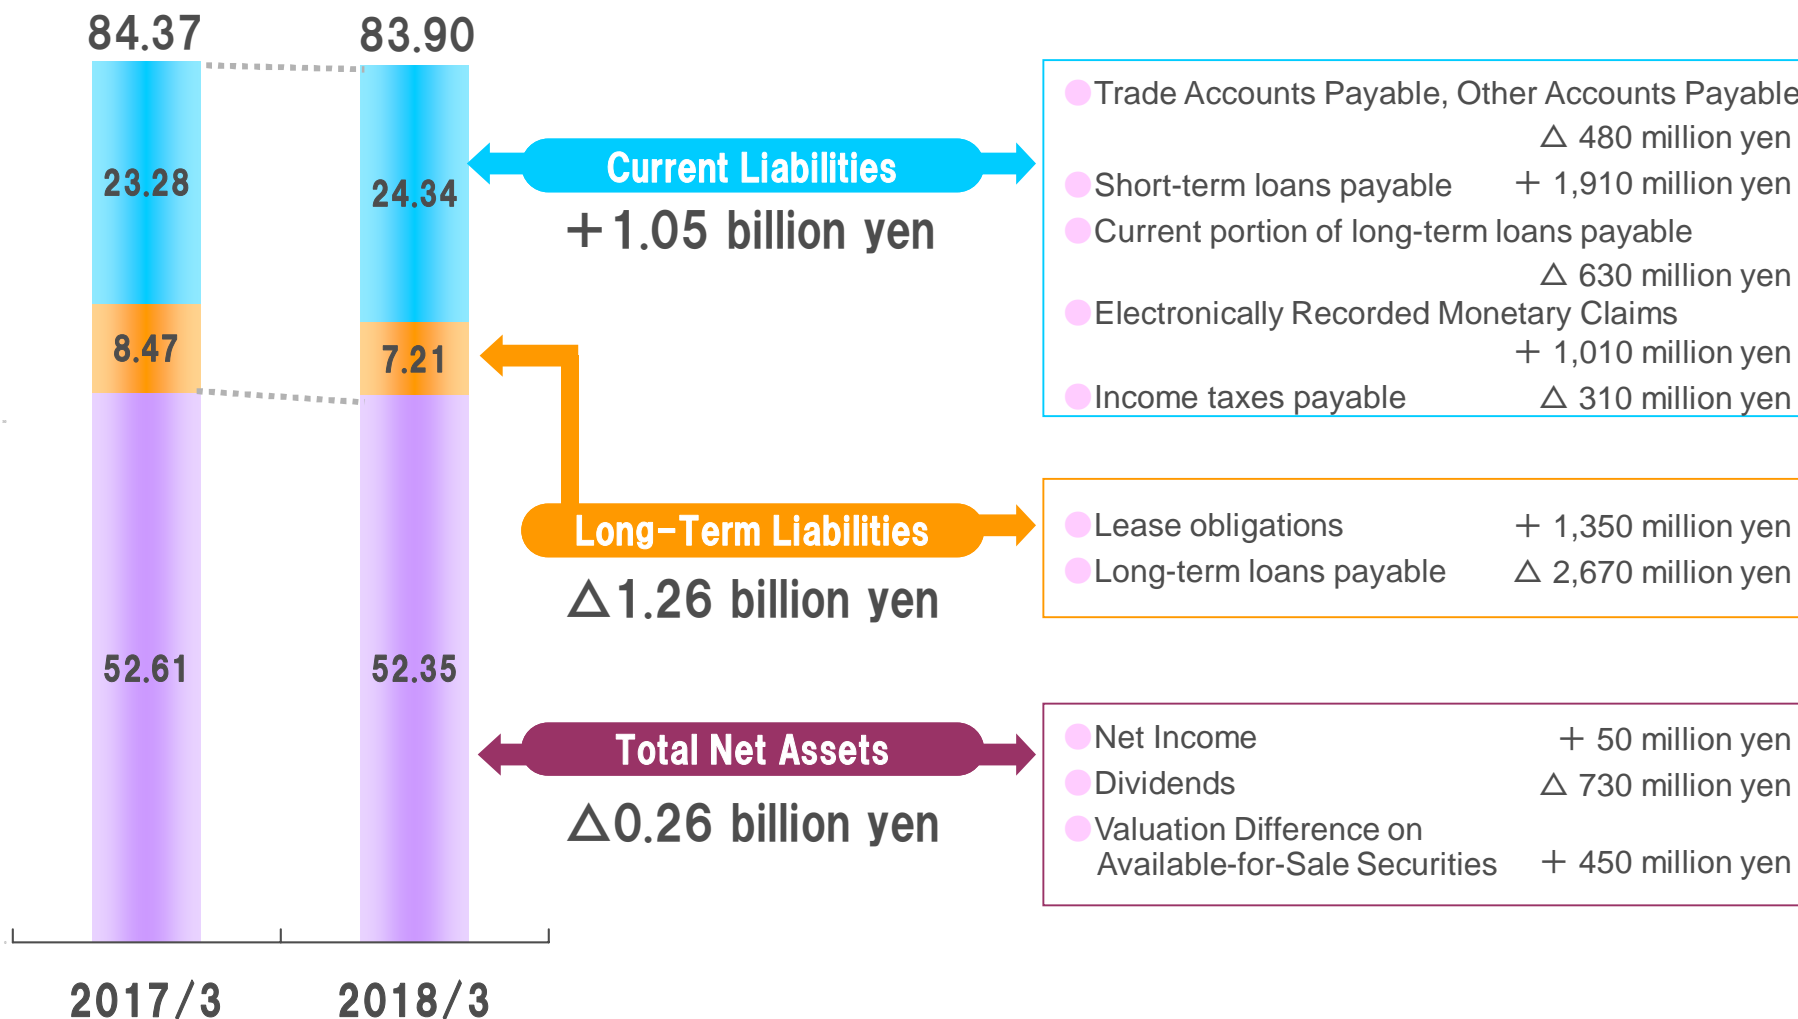 84.37
83.90
23.28
24.34
8.47
7.21
52.61
52.35
2017/3
2018/3
Current Liabilities
+1.05 billion yen
Trade Accounts Payable, Other Accounts Payable
△ 480 million yen
Short-term loans payable + 1,910 million yen
Current portion of long-term loans payable
△ 630 million yen
Electronically Recorded Monetary Claims
+ 1,010 million yen
Income taxes payable △ 310 million yen
Long-Term Liabilities
△1.26 billion yen
Lease obligations + 1,350 million yen
Long-term loans payable △ 2,670 million yen
Total Net Assets
△0.26 billion yen
Net Income + 50 million yen
Dividends △ 730 million yen
Valuation Difference on
Available-for-Sale Securities + 450 million yen